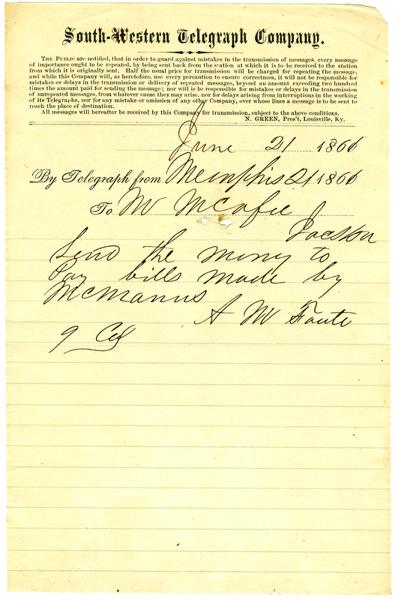 South-Western Telegraph Company.
THE PUBLIC are notified, that in order to guard against mistakes in the transmission of messages, every message
of importance ought to be repeated, by being sent back from the station at which it is to be received to the station
from which it is originally sent. Half the usual price for transmission will be charged for repeating the message,
and while this Company will, as heretofore, use every precaution to ensure correctness, it will not be responsible for
mistakes or delays in the transmission or delivery of repeated messages, beyond an amount exceeding two hundred
times the amount paid for sending the message; nor will it be responsible for mistakes or delays in the transmission
of unrepeated messages, from whatever cause they may arise, nor for delays arising from interruptions in the working
of its Telegraphs, nor for any mistake or omission of any other Company, over whose lines a message is to be sent to
reach the place of destination.
All messages will hereafter be received by this Company for transmission, subject to the above conditions.
N. GREEN, Pres't, Louisville, Ky.
June 21 1866
By Telegraph from Memphis 21 1866
To M McAfee
Jackson
Send the mony to
pay bills made by
McManus
A M Foute
9 Col